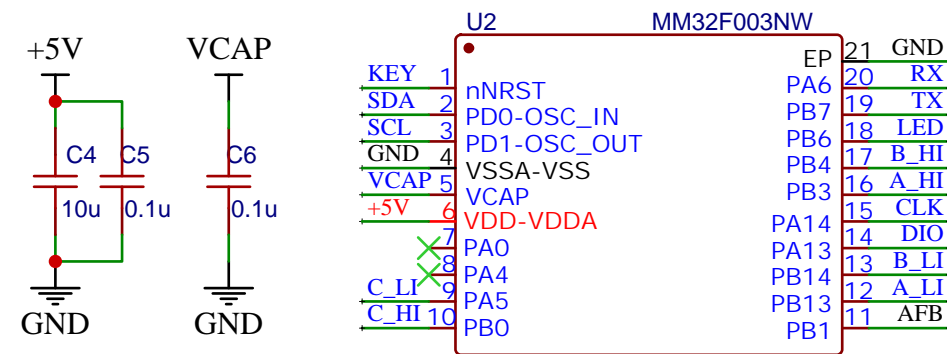 +5V
C4
C5
10u
0.1u
GND
VCAP
C6
0.1u
GND
U2
MM32F003NW
KEY 1 nNRST
SDA 2 PD0-OSC_IN
SCL 3 PD1-OSC_OUT
GND 4 VSSA-VSS
VCAP 5 VCAP
+5V 6 VDD-VDDA
7 PA0
8 PA4
C_LI 9 PA5
C_HI 10 PB0
EP 21 GND
PA6 20 RX
PB7 19 TX
PB6 18 LED
PB4 17 B_HI
PB3 16 A_HI
PA14 15 CLK
PA13 14 DIO
PB14 13 B_LI
PB13 12 A_LI
PB1 11 AFB